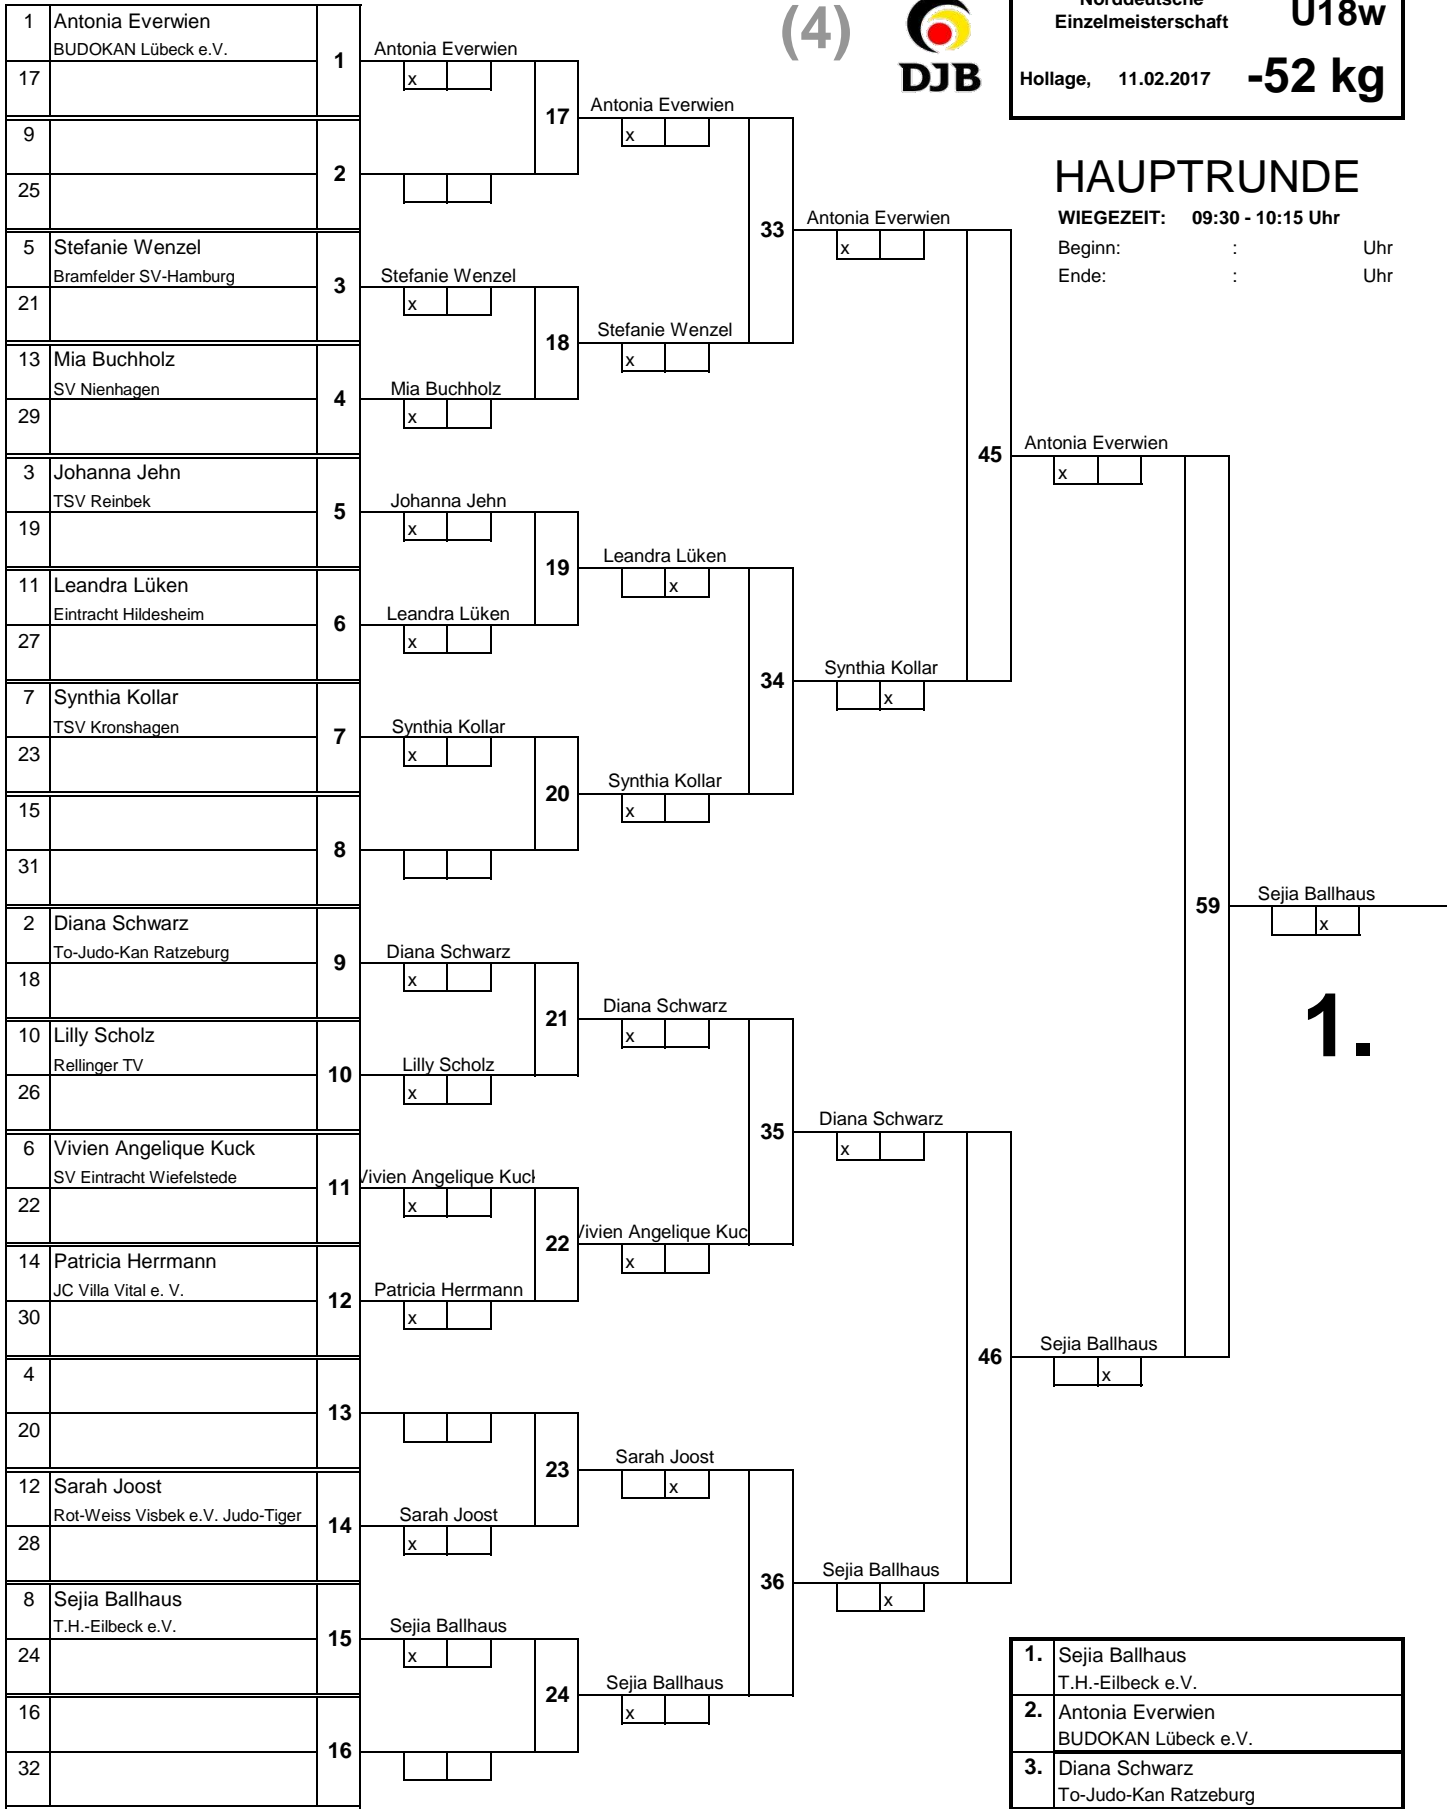 (4)
DJB
Norddeutsche
Einzelmeisterschaft
U18w
Hollage, 11.02.2017 -52 kg
HAUPTRUNDE
WIEGEZEIT: 09:30 - 10:15 Uhr
Beginn: : Uhr
Ende: : Uhr
1 Antonia Everwien
BUDOKAN Lübeck e.V.
17
1
9
25
2
5 Stefanie Wenzel
Bramfelder SV-Hamburg
21
3
13 Mia Buchholz
SV Nienhagen
29
4
3 Johanna Jehn
TSV Reinbek
19
5
11 Leandra Lüken
Eintracht Hildesheim
27
6
7 Synthia Kollar
TSV Kronshagen
23
7
15
31
8
2 Diana Schwarz
To-Judo-Kan Ratzeburg
18
9
10 Lilly Scholz
Rellinger TV
26
10
6 Vivien Angelique Kuck
SV Eintracht Wiefelstede
22
11
14 Patricia Herrmann
JC Villa Vital e. V.
30
12
4
20
13
12 Sarah Joost
Rot-Weiss Visbek e.V. Judo-Tiger
28
14
8 Sejia Ballhaus
T.H.-Eilbeck e.V.
24
15
16
32
16
Antonia Everwien
x
17
Stefanie Wenzel
x
18
Mia Buchholz
x
Johanna Jehn
x
19
Leandra Lüken
x
Synthia Kollar
x
20
Diana Schwarz
x
21
Lilly Scholz
x
Vivien Angelique Kuck
x
22
Patricia Herrmann
x
23
Sarah Joost
x
Sejia Ballhaus
x
24
Antonia Everwien
x
33
Stefanie Wenzel
x
Leandra Lüken
x
34
Synthia Kollar
x
Diana Schwarz
x
35
Vivien Angelique Kuc
x
Sarah Joost
x
36
Sejia Ballhaus
x
Antonia Everwien
x
45
Synthia Kollar
x
Diana Schwarz
x
46
Sejia Ballhaus
x
Antonia Everwien
x
59
Sejia Ballhaus
x
Sejia Ballhaus
x
1.
1. Sejia Ballhaus
T.H.-Eilbeck e.V.
2. Antonia Everwien
BUDOKAN Lübeck e.V.
3. Diana Schwarz
To-Judo-Kan Ratzeburg